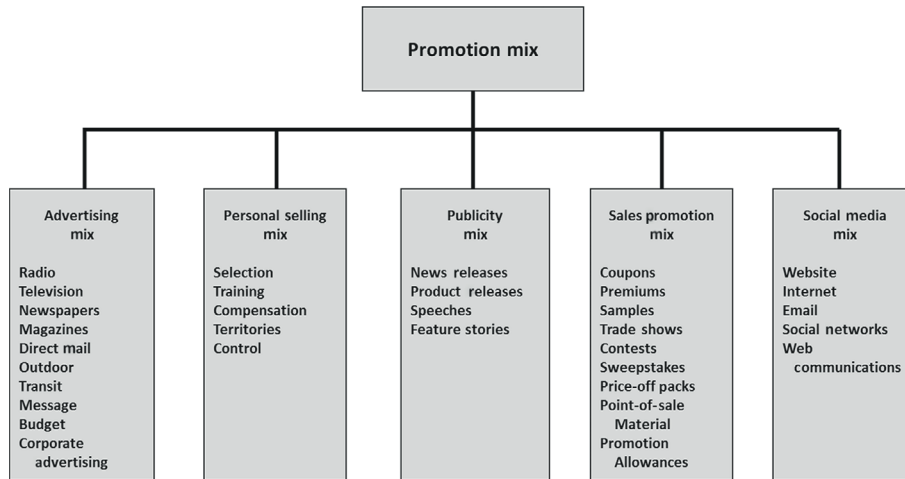 Promotion mix
Advertising
mix
Radio
Television
Newspapers
Magazines
Direct mail
Outdoor
Transit
Message
Budget
Corporate
advertising
Personal selling
mix
Selection
Training
Compensation
Territories
Control
Publicity
mix
News releases
Product releases
Speeches
Feature stories
Sales promotion
mix
Coupons
Premiums
Samples
Trade shows
Contests
Sweepstakes
Price-off packs
Point-of-sale
Material
Promotion
Allowances
Social media
mix
Website
Internet
Email
Social networks
Web
communications